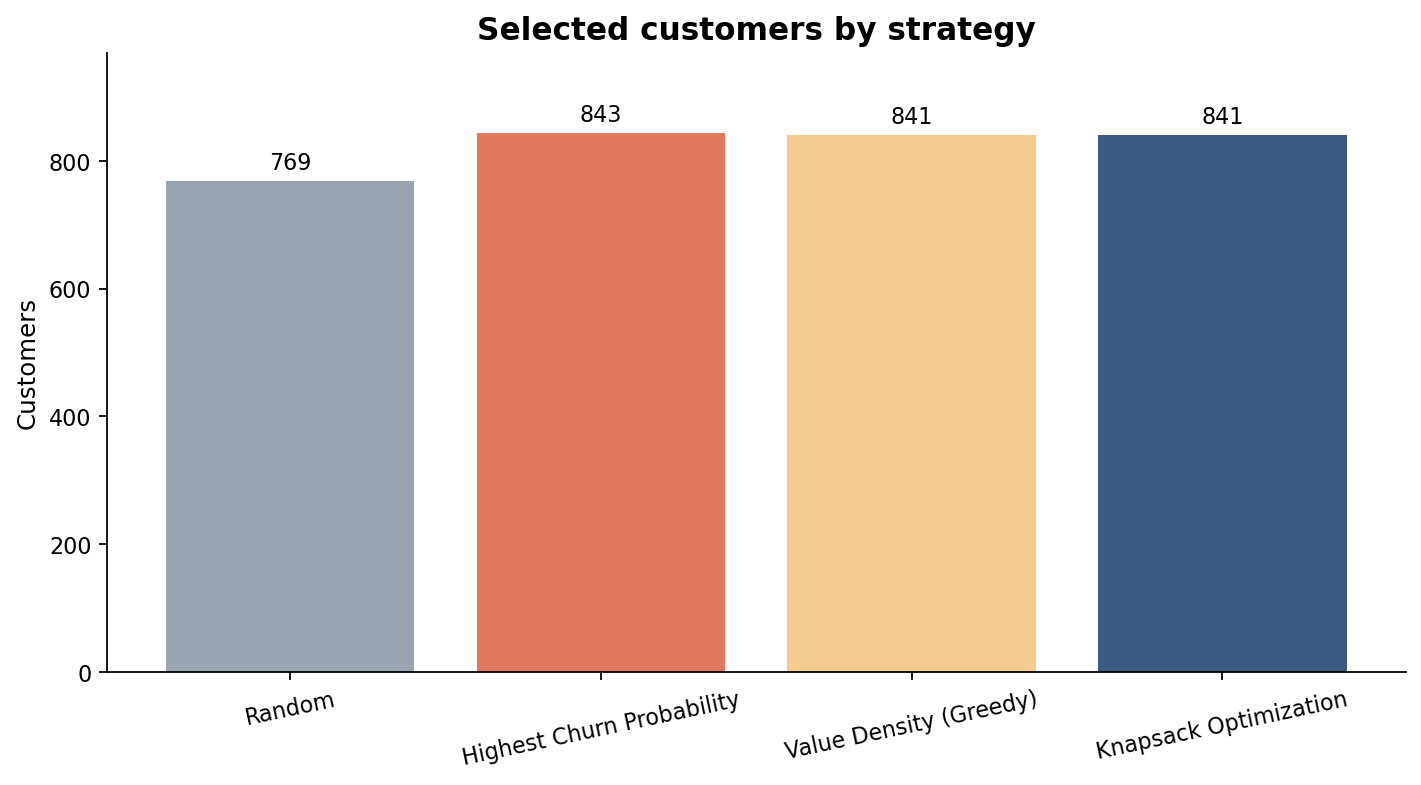 Selected customers by strategy
Customers
800
600
400
200
0
769
843
841
841
Random
Highest Churn Probability
Value Density (Greedy)
Knapsack Optimization